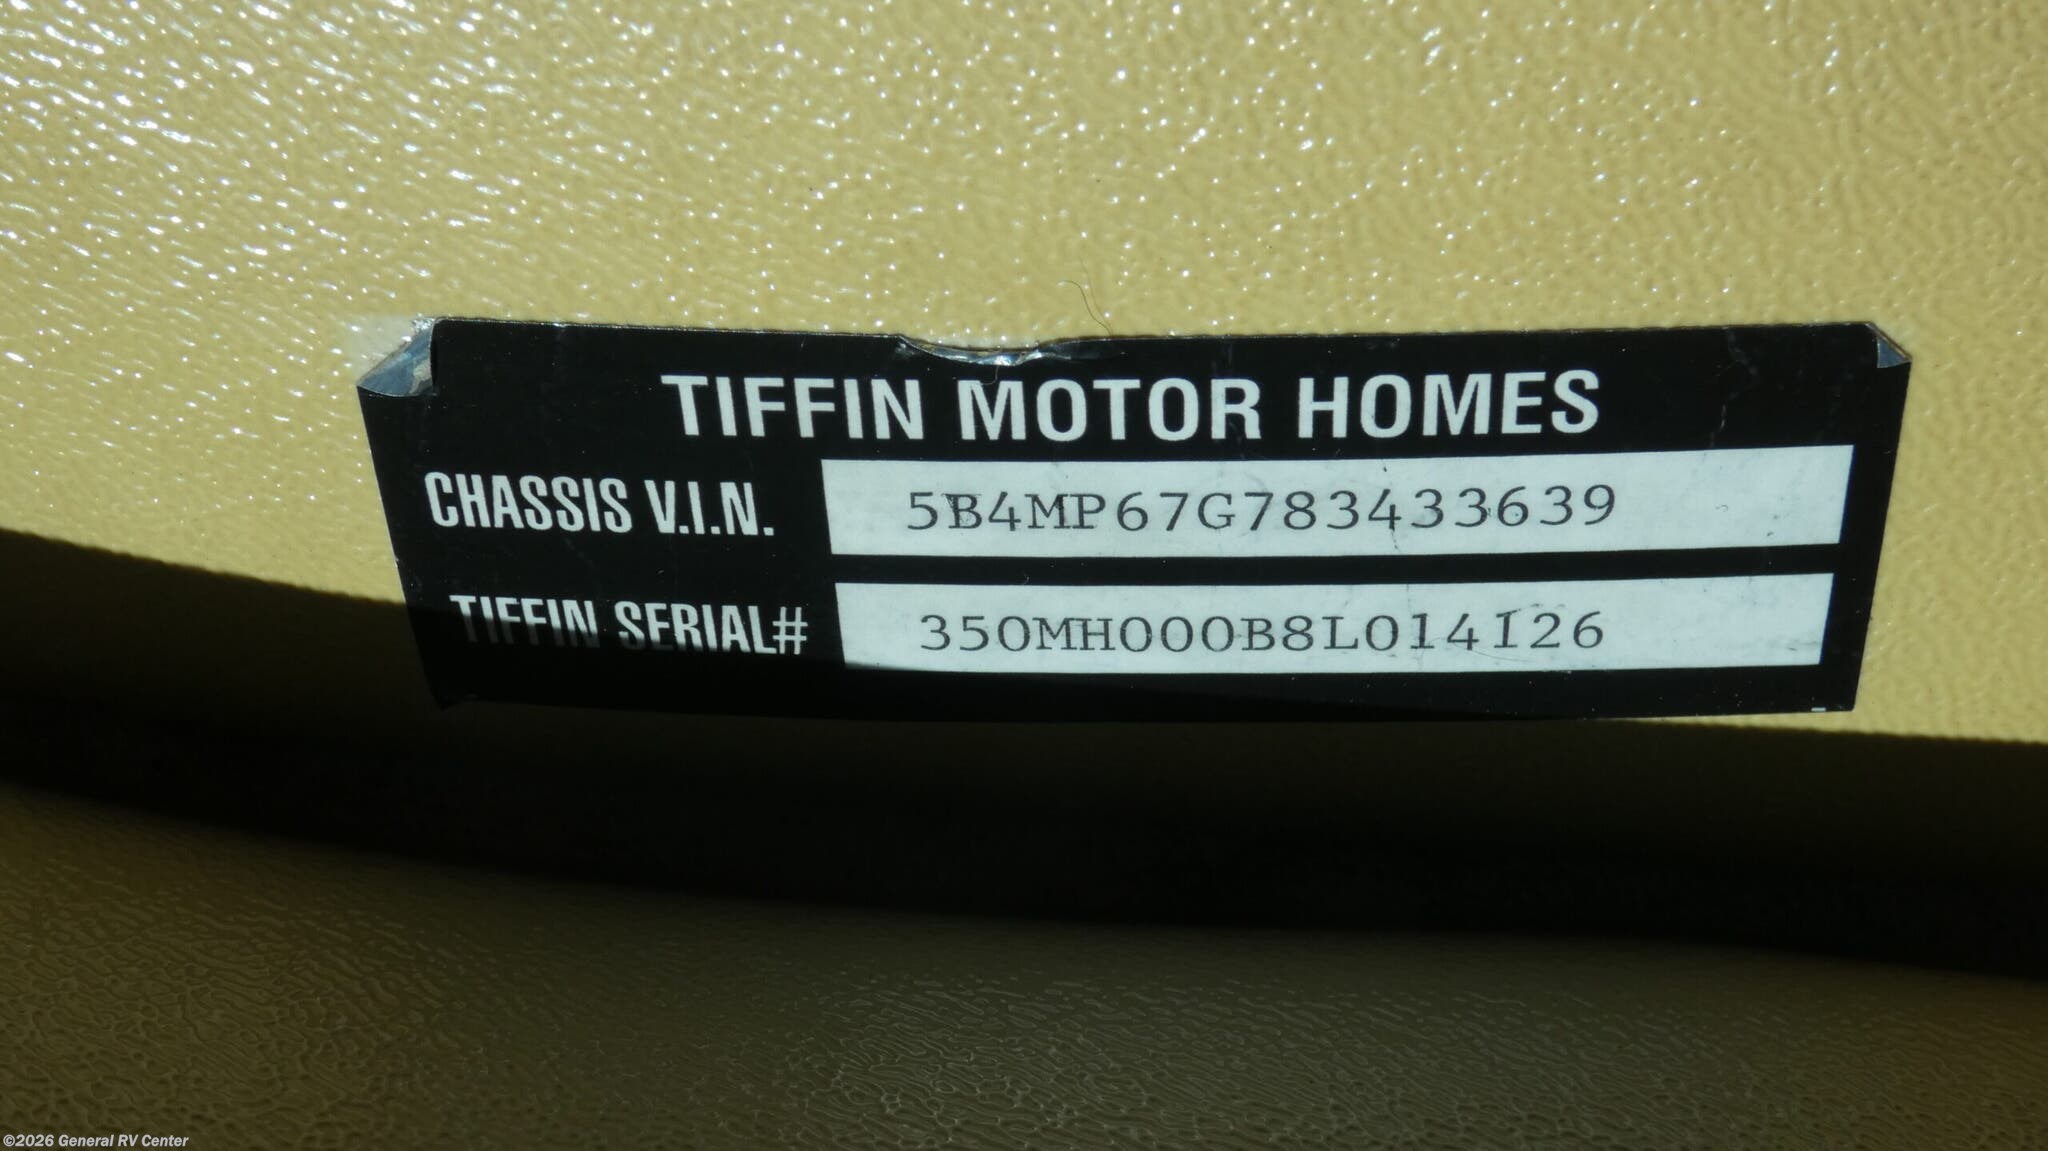 TIFFIN MOTOR HOMES
CHASSIS V.I.N. 5B4MP67G783433639
TIFFIN SERIAL# 350MH000B8L014126
©2026 General RV Center